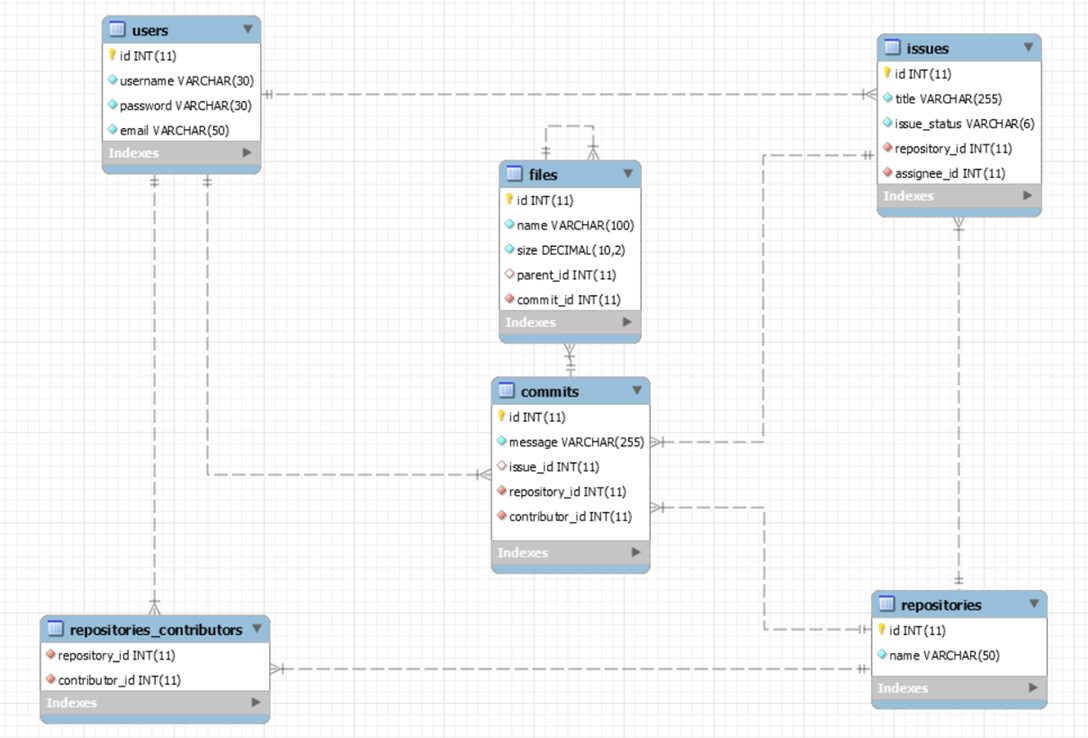 users
id INT(11)
username VARCHAR(30)
password VARCHAR(30)
email VARCHAR(50)
Indexes
issues
id INT(11)
title VARCHAR(255)
issue_status VARCHAR(6)
repository_id INT(11)
assignee_id INT(11)
Indexes
files
id INT(11)
name VARCHAR(100)
size DECIMAL(10,2)
parent_id INT(11)
commit_id INT(11)
Indexes
commits
id INT(11)
message VARCHAR(255)
issue_id INT(11)
repository_id INT(11)
contributor_id INT(11)
Indexes
repositories_contributors
repository_id INT(11)
contributor_id INT(11)
Indexes
repositories
id INT(11)
name VARCHAR(50)
Indexes